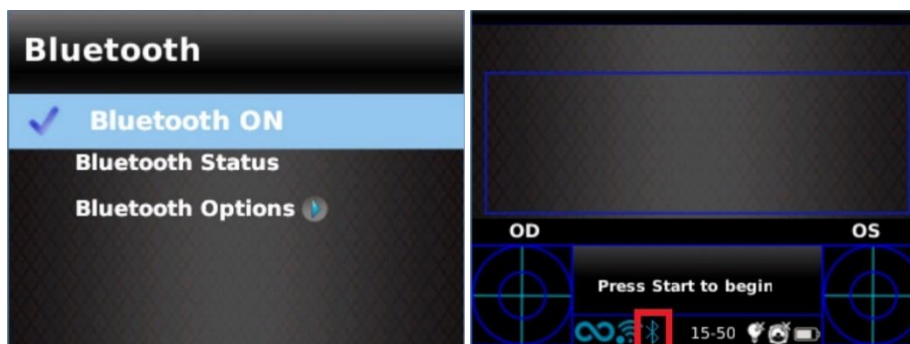 Bluetooth
Bluetooth ON
Bluetooth Status
Bluetooth Options
OD
OS
Press Start to begin
15-50